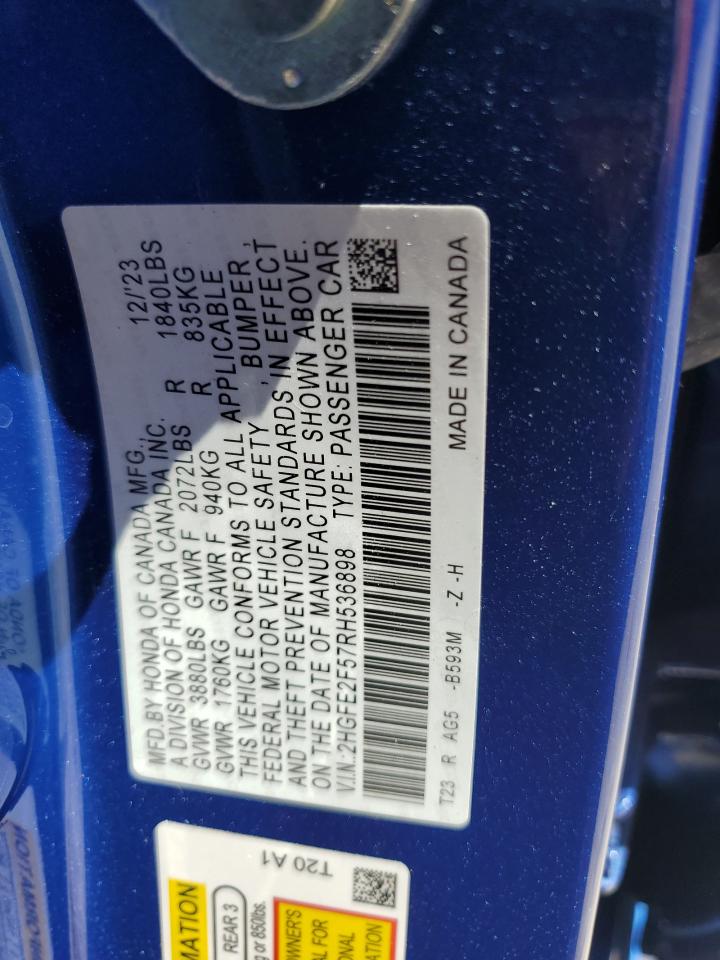 MFD.BY HONDA OF CANADA MFG., 12/'23
A DIVISION OF HONDA CANADA INC.
GVWR 3880LBS GAWR F 2072LBS R 1840LBS
GVWR 1760KG GAWR F 940KG R 835KG
THIS VEHICLE CONFORMS TO ALL APPLICABLE
FEDERAL MOTOR VEHICLE SAFETY, BUMPER,
AND THEFT PREVENTION STANDARDS, IN EFFECT
ON THE DATE OF MANUFACTURE SHOWN ABOVE.
V.I.N.:2HGFE2F57RH536898 TYPE: PASSENGER CAR
T23 R AG5 -B593M -Z -H MADE IN CANADA
T20 A1
MATION
REAR 3
g or 850lbs.